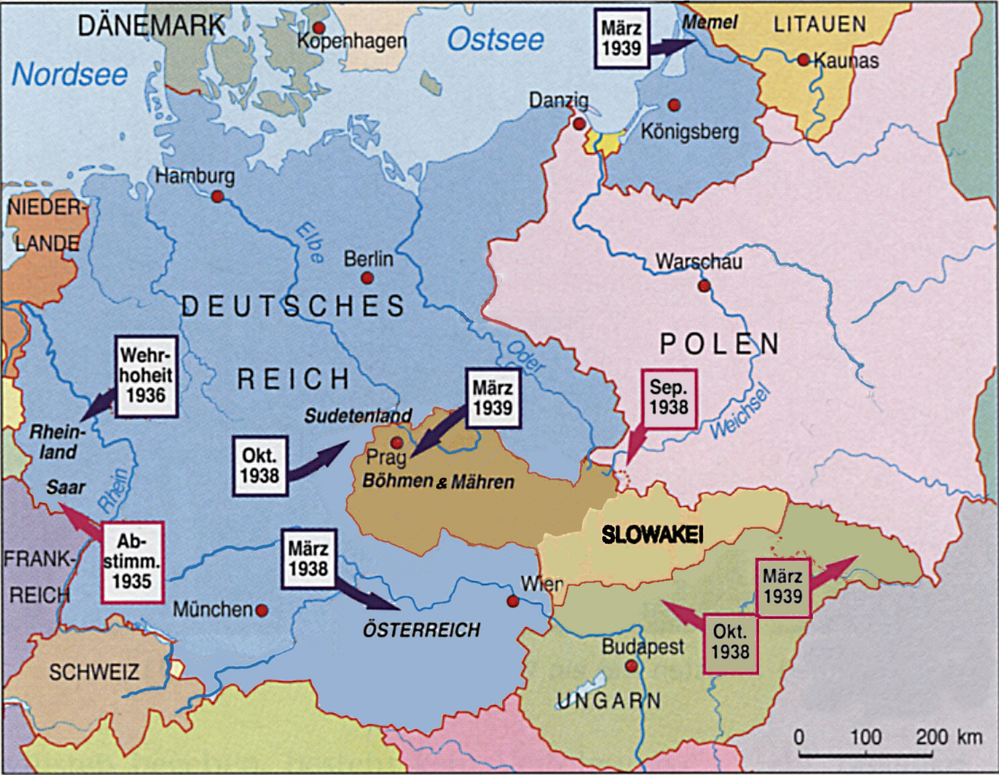 DÄNEMARK
Kopenhagen
Ostsee
März
1939
Memel
LITAUEN
Kaunas
Nordsee
Danzig
Königsberg
Hamburg
NIEDER-
LANDE
Elbe
Berlin
Warschau
DEUTSCHES
REICH
POLEN
Oder
Weichsel
Wehr-
hoheit
1936
Rhein-
land
Saar
Rhein
Sudetenland
März
1939
Sep.
1938
Okt.
1938
Prag
Böhmen & Mähren
SLOWAKEI
Ab-
stimm.
1935
FRANK-
REICH
März
1938
Wien
München
ÖSTERREICH
März
1939
Okt.
1938
Budapest
UNGARN
SCHWEIZ
0 100 200 km